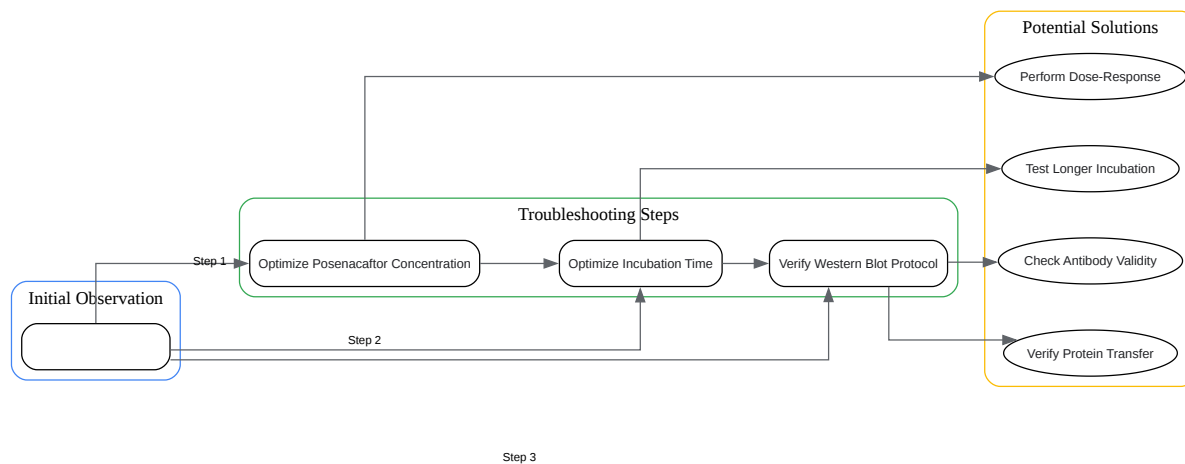 Potential Solutions
Perform Dose-Response
Test Longer Incubation
Troubleshooting Steps
Step 1
Optimize Posenacaftor Concentration
Optimize Incubation Time
Verify Western Blot Protocol
Check Antibody Validity
Initial Observation
Step 2
Verify Protein Transfer
Step 3